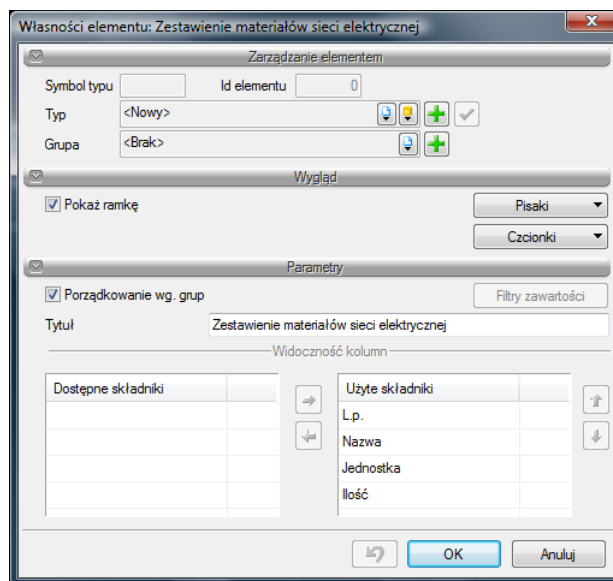 Własności elementu: Zestawienie materiałów sieci elektrycznej
Zarządzanie elementem
Symbol typu Id elementu 0
Typ <Nowy>
Grupa <Brak>
Wygląd
Pokaż ramkę Pisaki
Czcionki
Parametry
Porządkowanie wg. grup Filtry zawartości
Tytuł Zestawienie materiałów sieci elektrycznej
Widoczność kolumn
Dostępne składniki Użyte składniki
L.p.
Nazwa
Jednostka
Ilość
OK Anuluj